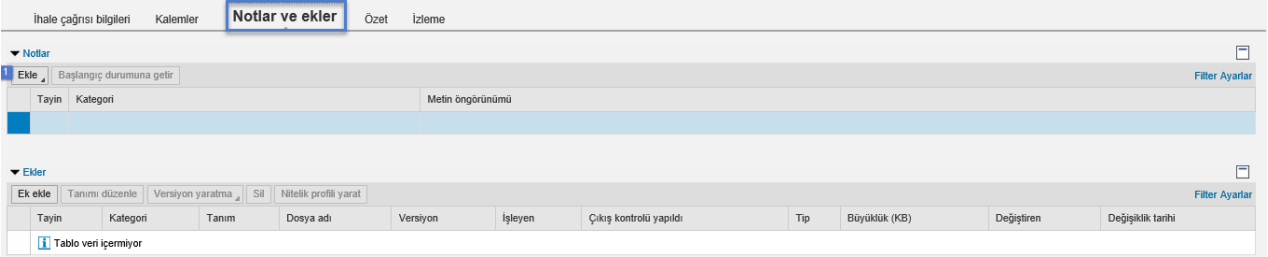 İhale çağrısı bilgileri Kalemler Notlar ve ekler Özet İzleme
Notlar
1 Ekle Başlangıç durumuna getir Filter Ayarlar
Tayin Kategori Metin öngörünümü
Ekler
Ek ekle Tanımı düzenle Versiyon yaratma Sil Nitelik profili yarat Filter Ayarlar
Tayin Kategori Tanım Dosya adı Versiyon İşleyen Çıkış kontrolü yapıldı Tip Büyüklük (KB) Değiştiren Değişiklik tarihi
Tablo veri içermiyor